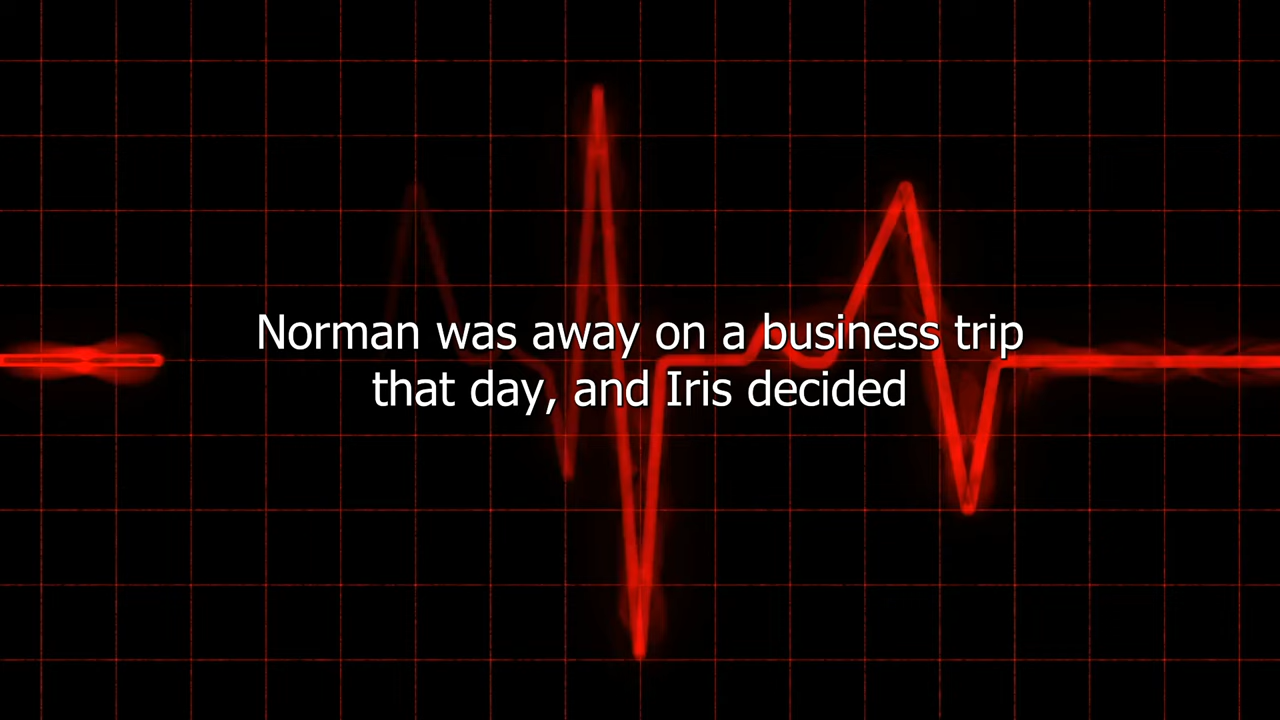 Norman was away on a business trip
that day, and Iris decided